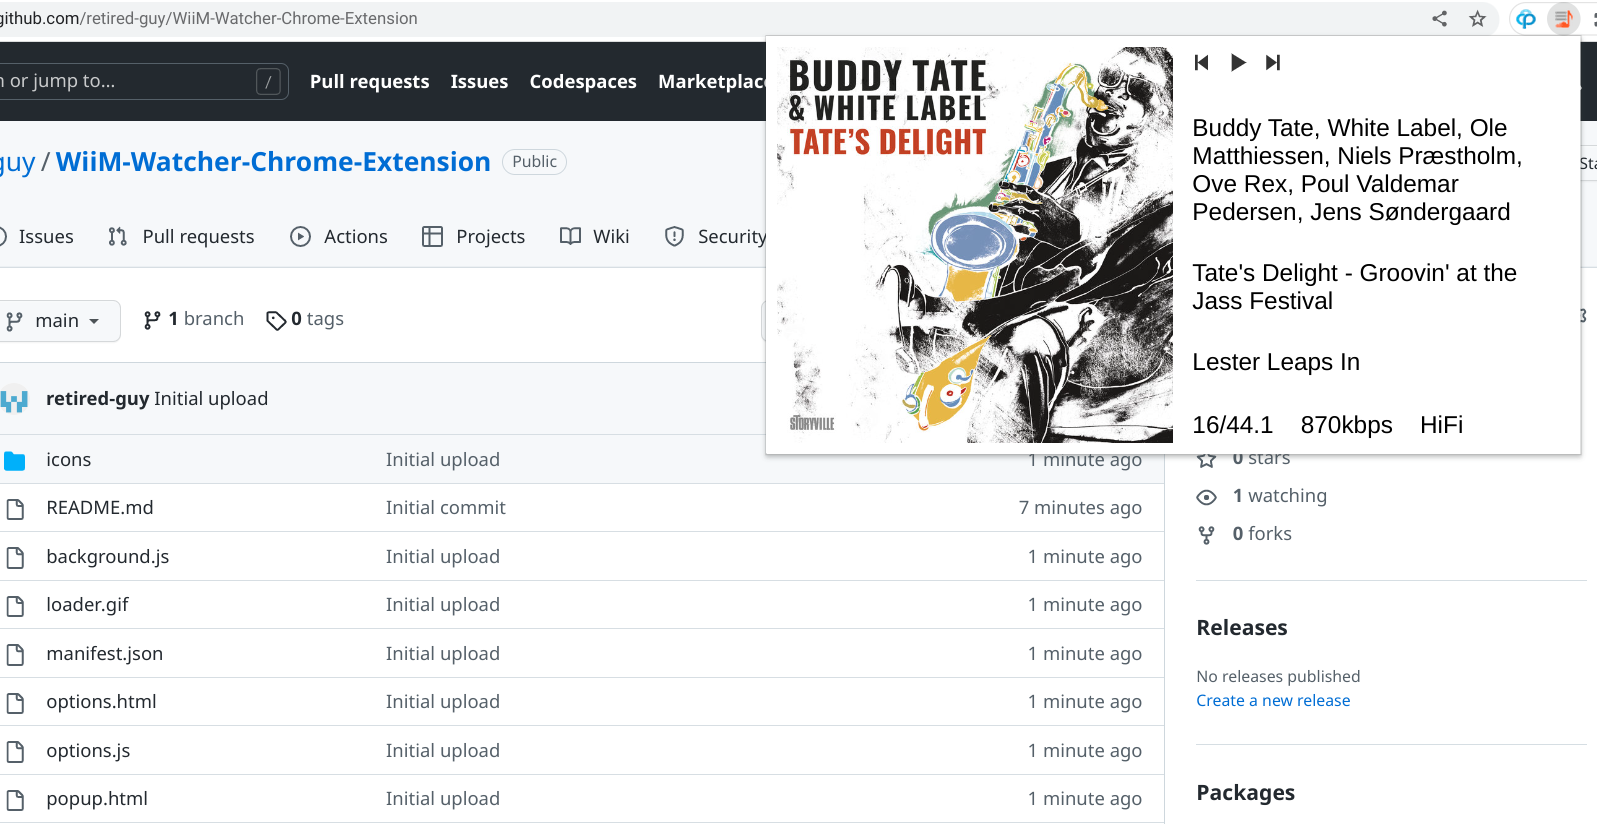 github.com/retired-guy/WiiM-Watcher-Chrome-Extension
or jump to...
/
Pull requests
Issues
Codespaces
Marketplace
guy / WiiM-Watcher-Chrome-Extension
Public
Issues
Pull requests
Actions
Projects
Wiki
Security
main
1 branch
0 tags
retired-guy Initial upload
icons Initial upload 1 minute ago
README.md Initial commit 7 minutes ago
background.js Initial upload 1 minute ago
loader.gif Initial upload 1 minute ago
manifest.json Initial upload 1 minute ago
options.html Initial upload 1 minute ago
options.js Initial upload 1 minute ago
popup.html Initial upload 1 minute ago
BUDDY TATE
& WHITE LABEL
TATE'S DELIGHT
STORYVILLE
Buddy Tate, White Label, Ole
Matthiessen, Niels Præstholm,
Ove Rex, Poul Valdemar
Pedersen, Jens Søndergaard
Tate's Delight - Groovin' at the
Jass Festival
Lester Leaps In
16/44.1 870kbps HiFi
Sta
0 stars
1 watching
0 forks
Releases
No releases published
Create a new release
Packages